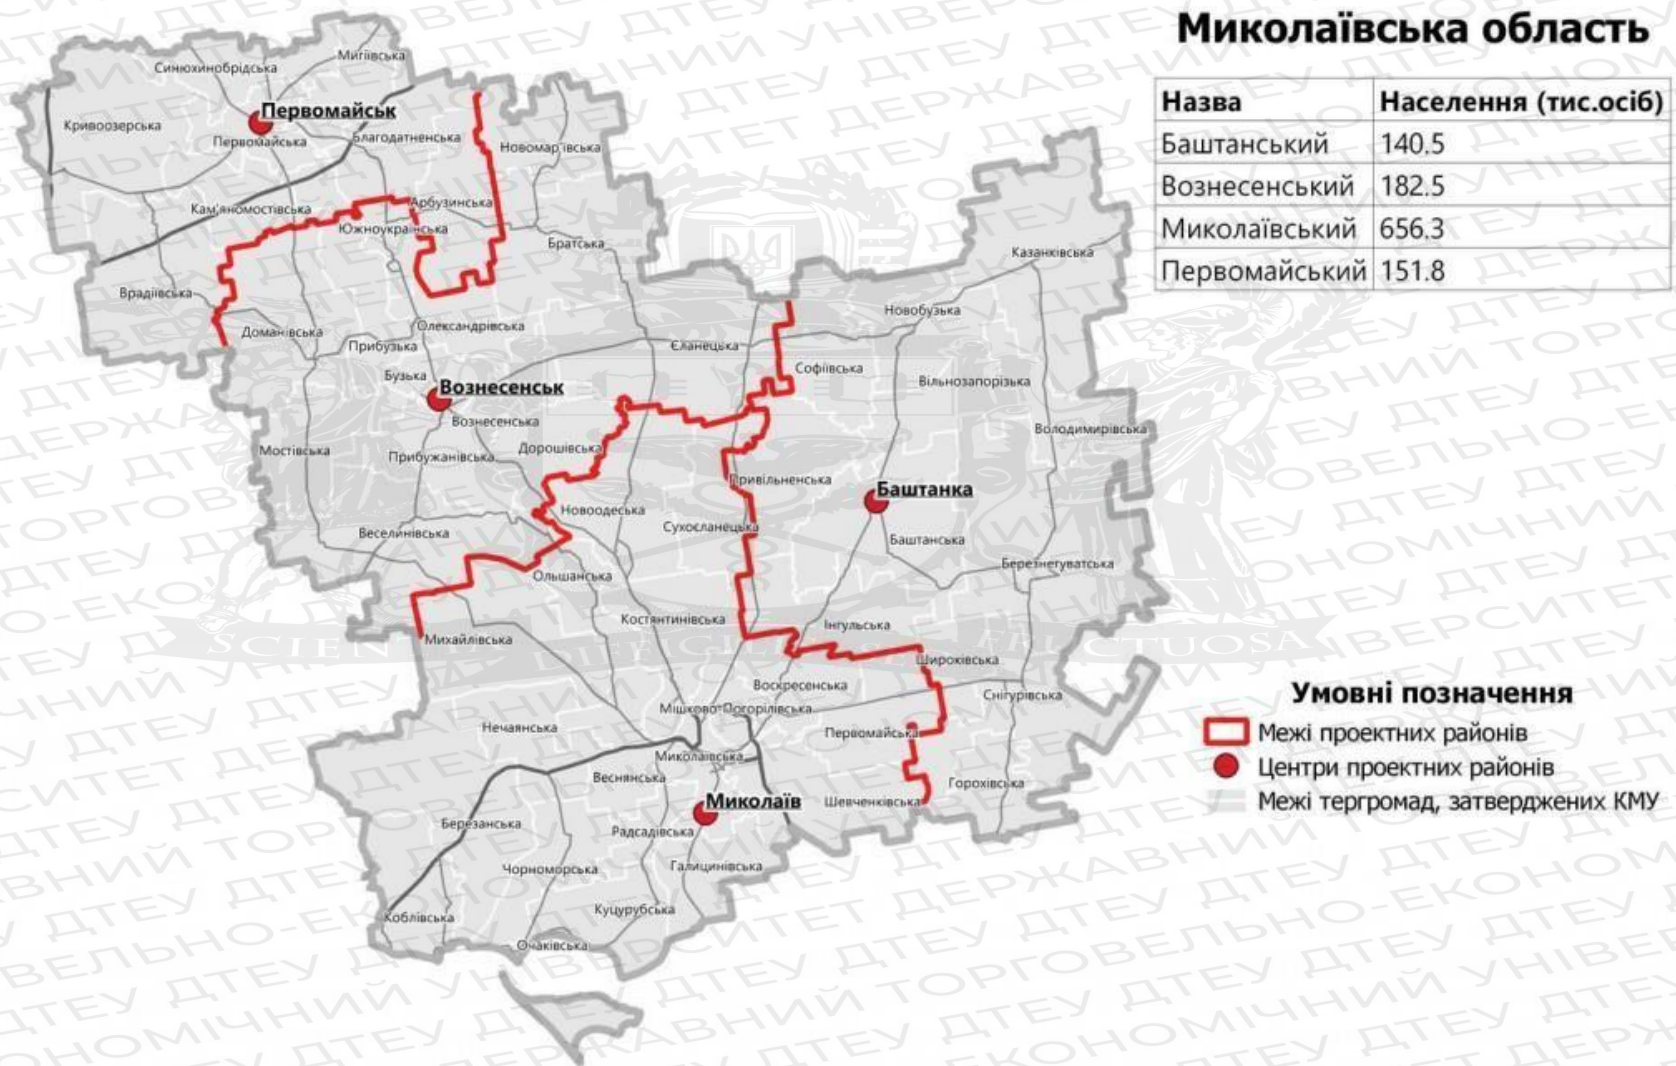 Миколаївська область
Назва Населення (тис.осіб)
Баштанський 140.5
Вознесенський 182.5
Миколаївський 656.3
Первомайський 151.8
Мигіївська
Синюхинобрідська
Первомайськ
Кривоозерська
Первомайська
Благодатненська
Новомар'ївська
Кам'яномостівська
Арбузинська
Южноукраїнська
Братська
Казанківська
Врадіївська
Новобузька
Доманівська
Олександрівська
Прибузька
Єланецька
Софіївська
Бузька
Вознесенськ
Вільнозапорізька
Вознесенська
Володимирівська
Мостівська
Дорошівська
Прибужанівська
Привільненська
Баштанка
Новоодеська
Сухоєланецька
Веселинівська
Баштанська
Березнегуватська
Ольшанська
Костянтинівська
Інгульська
Михайлівська
Широківська
Воскресенська
Снігурівська
Мішково-Погорілівська
Нечаянська
Первомайська
Миколаївська
Веснянська
Горохівська
Миколаїв
Шевченківська
Березанська
Радсадівська
Чорноморська
Галицинівська
Куцурубська
Коблівська
Очаківська
Умовні позначення
Межі проектних районів
Центри проектних районів
Межі тергромад, затверджених КМУ